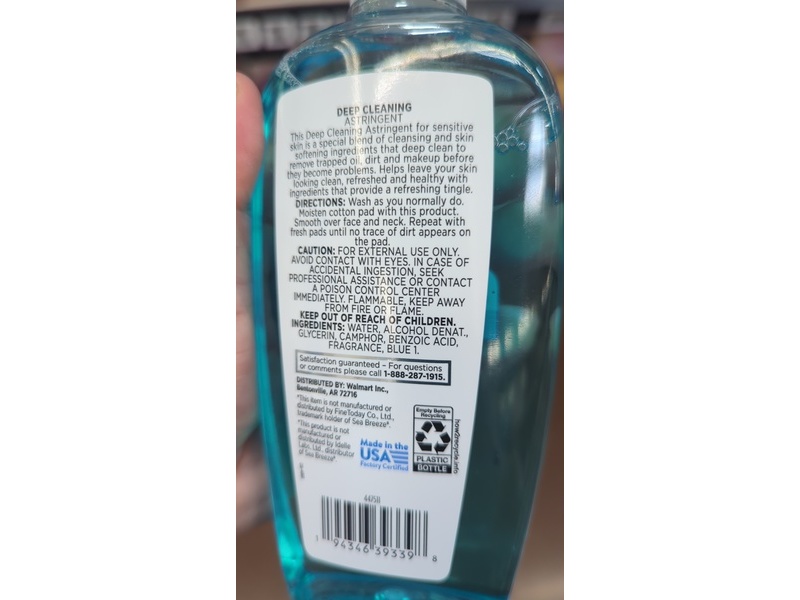 DEEP CLEANING
ASTRINGENT
This Deep Cleaning Astringent for sensitive
skin is a special blend of cleansing and skin
softening ingredients that deep clean to
remove trapped oil, dirt and makeup before
they become problems. Helps leave your skin
looking clean, refreshed and healthy with
ingredients that provide a refreshing tingle.
DIRECTIONS: Wash as you normally do.
Moisten cotton pad with this product.
Smooth over face and neck. Repeat with
fresh pads until no trace of dirt appears on
the pad.
CAUTION: FOR EXTERNAL USE ONLY.
AVOID CONTACT WITH EYES. IN CASE OF
ACCIDENTAL INGESTION, SEEK
PROFESSIONAL ASSISTANCE OR CONTACT
A POISON CONTROL CENTER
IMMEDIATELY. FLAMMABLE, KEEP AWAY
FROM FIRE OR FLAME.
KEEP OUT OF REACH OF CHILDREN.
INGREDIENTS: WATER, ALCOHOL DENAT.,
GLYCERIN, CAMPHOR, BENZOIC ACID,
FRAGRANCE, BLUE 1.
Satisfaction guaranteed – For questions
or comments please call 1-888-287-1915.
DISTRIBUTED BY: Walmart Inc.,
Bentonville, AR 72716
*This item is not manufactured or
distributed by FineToday Co., Ltd.,
trademark holder of Sea Breeze®.
*This product is not
manufactured or
distributed by Idelle
Labs, Ltd., distributor
of Sea Breeze®.
Made in the
USA
Factory Certified
Empty Before
Recycling
PLASTIC
BOTTLE
how2recycle.info
1 94346 39339 8